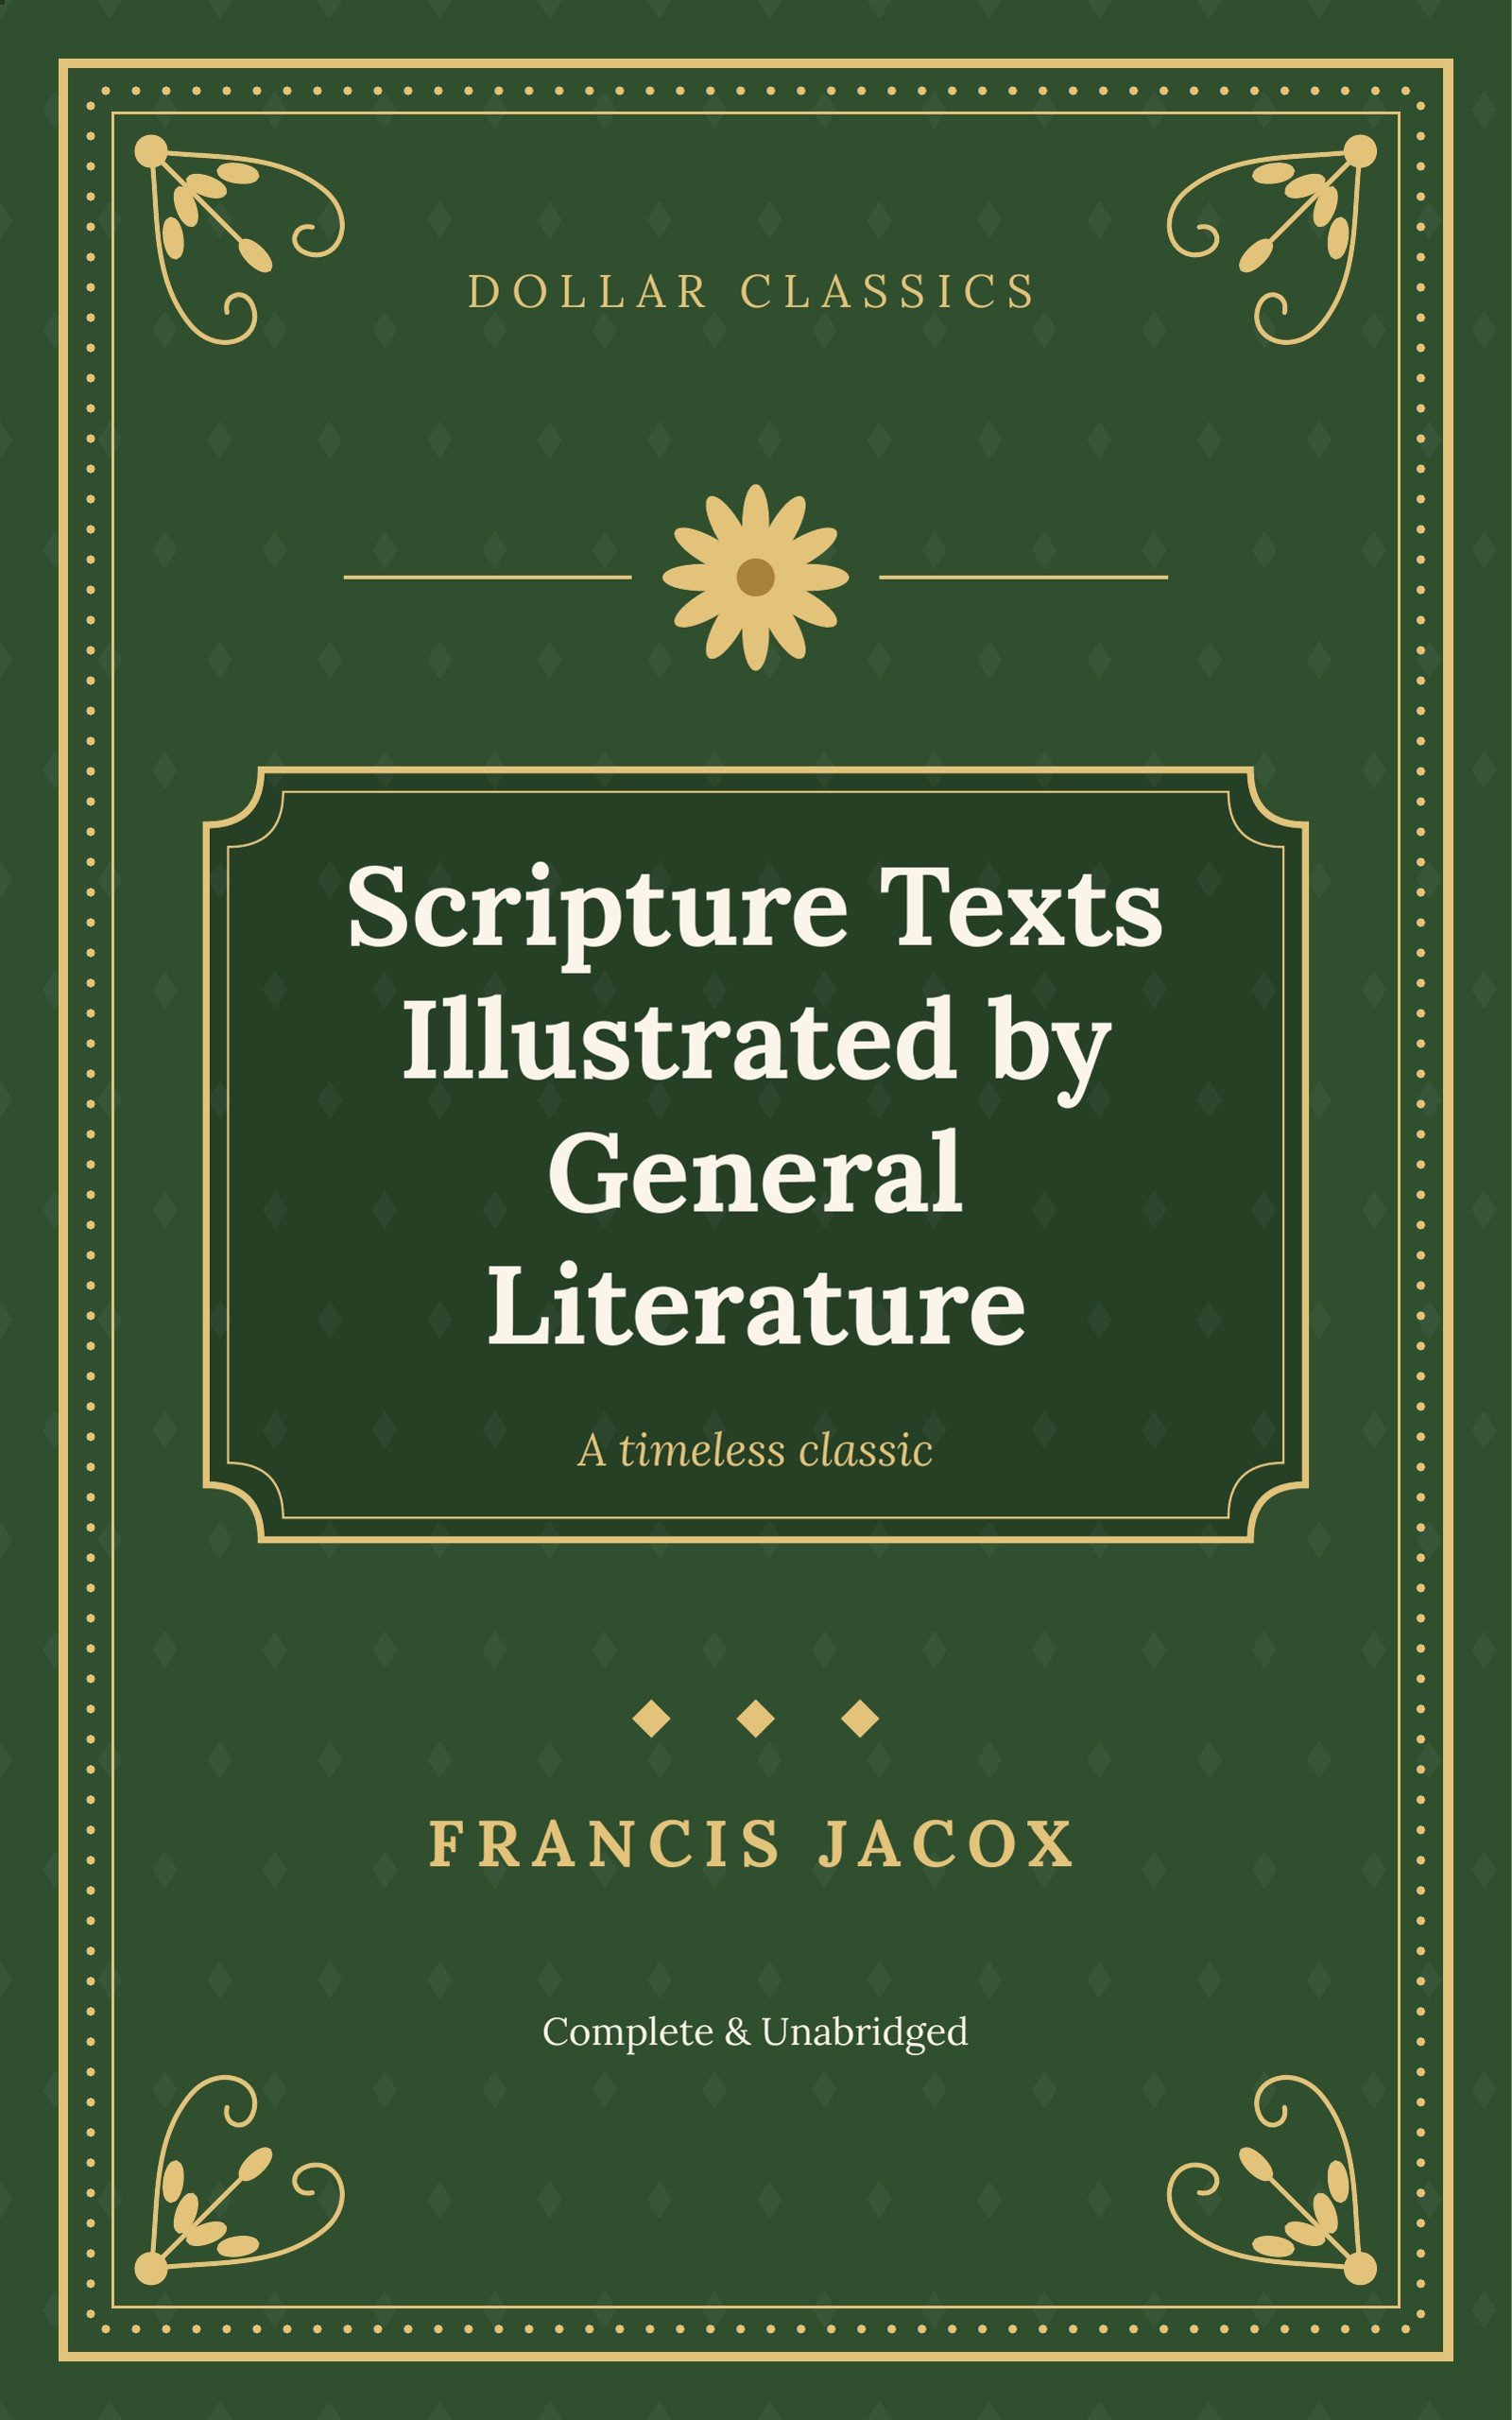 DOLLAR CLASSICS
Scripture Texts
Illustrated by
General
Literature
A timeless classic
FRANCIS JACOX
Complete & Unabridged